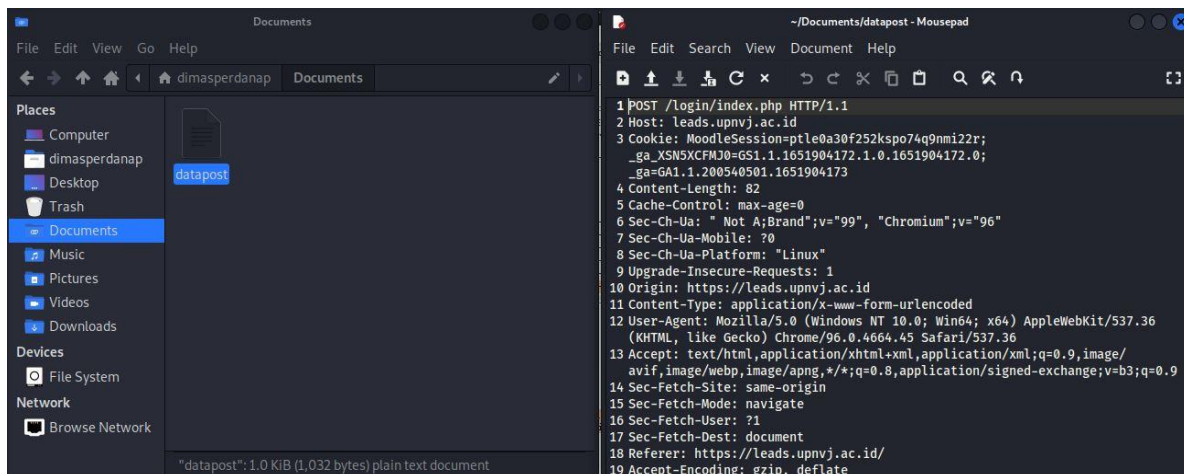 Documents
File Edit View Go Help
dimasperdanap Documents
Places
Computer
dimasperdanap
Desktop
Trash
Documents
Music
Pictures
Videos
Downloads
Devices
File System
Network
Browse Network
datapost
"datapost": 1.0 KiB (1,032 bytes) plain text document
~/Documents/datapost - Mousepad
File Edit Search View Document Help
1 POST /login/index.php HTTP/1.1
2 Host: leads.upnvj.ac.id
3 Cookie: MoodleSession=ptle0a30f252kspo74q9nmi22r;
_ga_XSN5XCFMJ0=GS1.1.1651904172.1.0.1651904172.0;
_ga=GA1.1.200540501.1651904173
4 Content-Length: 82
5 Cache-Control: max-age=0
6 Sec-Ch-Ua: " Not A;Brand";v="99", "Chromium";v="96"
7 Sec-Ch-Ua-Mobile: ?0
8 Sec-Ch-Ua-Platform: "Linux"
9 Upgrade-Insecure-Requests: 1
10 Origin: https://leads.upnvj.ac.id
11 Content-Type: application/x-www-form-urlencoded
12 User-Agent: Mozilla/5.0 (Windows NT 10.0; Win64; x64) AppleWebKit/537.36
(KHTML, like Gecko) Chrome/96.0.4664.45 Safari/537.36
13 Accept: text/html,application/xhtml+xml,application/xml;q=0.9,image/
avif,image/webp,image/apng,*/*;q=0.8,application/signed-exchange;v=b3;q=0.9
14 Sec-Fetch-Site: same-origin
15 Sec-Fetch-Mode: navigate
16 Sec-Fetch-User: ?1
17 Sec-Fetch-Dest: document
18 Referer: https://leads.upnvj.ac.id/
19 Accept-Encoding: gzip, deflate